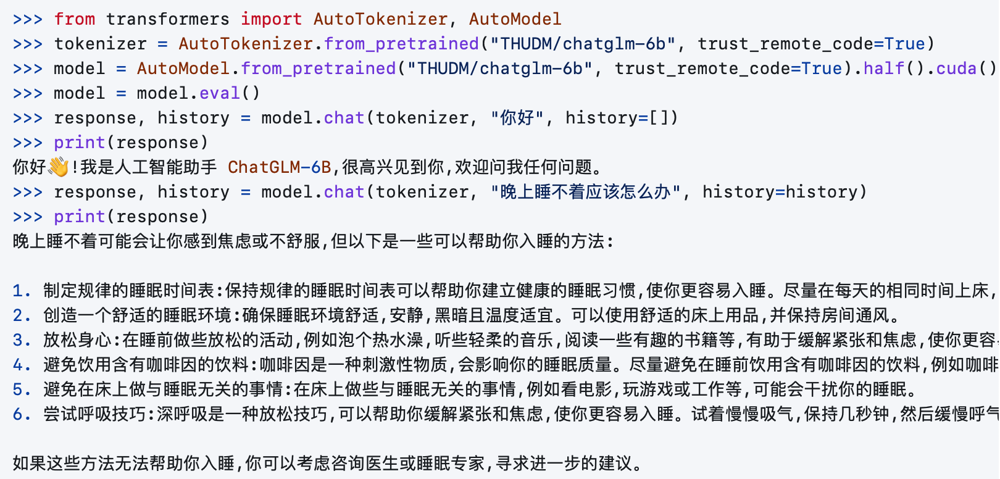 >>> from transformers import AutoTokenizer, AutoModel
>>> tokenizer = AutoTokenizer.from_pretrained("THUDM/chatglm-6b", trust_remote_code=True)
>>> model = AutoModel.from_pretrained("THUDM/chatglm-6b", trust_remote_code=True).half().cuda()
>>> model = model.eval()
>>> response, history = model.chat(tokenizer, "你好", history=[])
>>> print(response)
你好👋!我是人工智能助手 ChatGLM-6B,很高兴见到你,欢迎问我任何问题。
>>> response, history = model.chat(tokenizer, "晚上睡不着应该怎么办", history=history)
>>> print(response)
晚上睡不着可能会让你感到焦虑或不舒服,但以下是一些可以帮助你入睡的方法:
1. 制定规律的睡眠时间表:保持规律的睡眠时间表可以帮助你建立健康的睡眠习惯,使你更容易入睡。尽量在每天的相同时间上床,
2. 创造一个舒适的睡眠环境:确保睡眠环境舒适,安静,黑暗且温度适宜。可以使用舒适的床上用品,并保持房间通风。
3. 放松身心:在睡前做些放松的活动,例如泡个热水澡,听些轻柔的音乐,阅读一些有趣的书籍等,有助于缓解紧张和焦虑,使你更容
4. 避免饮用含有咖啡因的饮料:咖啡因是一种刺激性物质,会影响你的睡眠质量。尽量避免在睡前饮用含有咖啡因的饮料,例如咖啡
5. 避免在床上做与睡眠无关的事情:在床上做些与睡眠无关的事情,例如看电影,玩游戏或工作等,可能会干扰你的睡眠。
6. 尝试呼吸技巧:深呼吸是一种放松技巧,可以帮助你缓解紧张和焦虑,使你更容易入睡。试着慢慢吸气,保持几秒钟,然后缓慢呼气
如果这些方法无法帮助你入睡,你可以考虑咨询医生或睡眠专家,寻求进一步的建议。